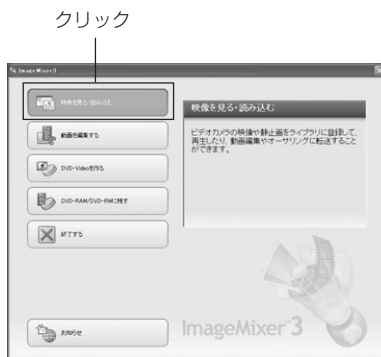 クリック
ImageMixer3
映像を見る・読み込む
動画を編集する
DVD-Videoを作る
DVD-RAM/DVD-RWに残す
終了する
お知らせ
映像を見る・読み込む
ビデオカメラの映像や静止画をライブラリに登録して、
再生したり、動画編集やオーサリングに転送すること
ができます。
ImageMixer 3